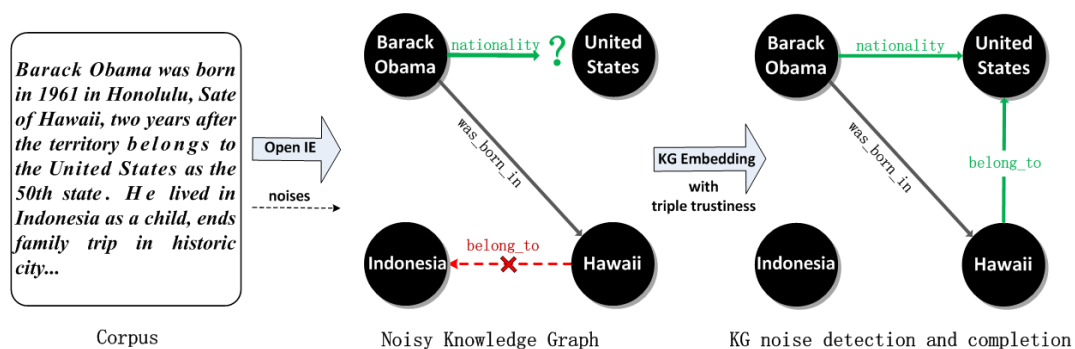 Barack Obama was born
in 1961 in Honolulu, Sate
of Hawaii, two years after
the territory belongs to
the United States as the
50th state. He lived in
Indonesia as a child, ends
family trip in historic
city...
Corpus
Open IE
noises
Barack
Obama
nationality
?
United
States
was_born_in
Indonesia
belong_to
Hawaii
Noisy Knowledge Graph
KG Embedding
with
triple trustiness
Barack
Obama
nationality
United
States
was_born_in
belong_to
Indonesia
Hawaii
KG noise detection and completion